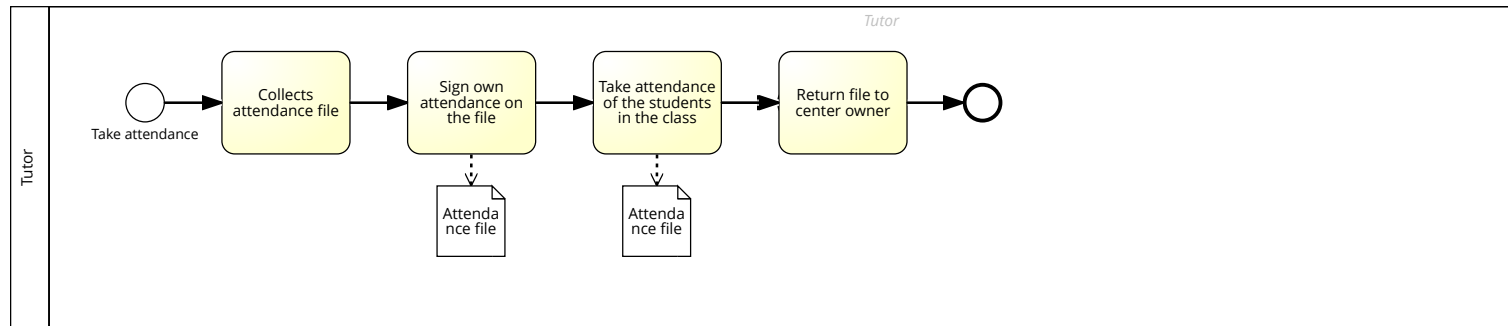 Tutor
Tutor
Take attendance
Collects
attendance file
Sign own
attendance on
the file
Take attendance
of the students
in the class
Return file to
center owner
Attenda
nce file
Attenda
nce file